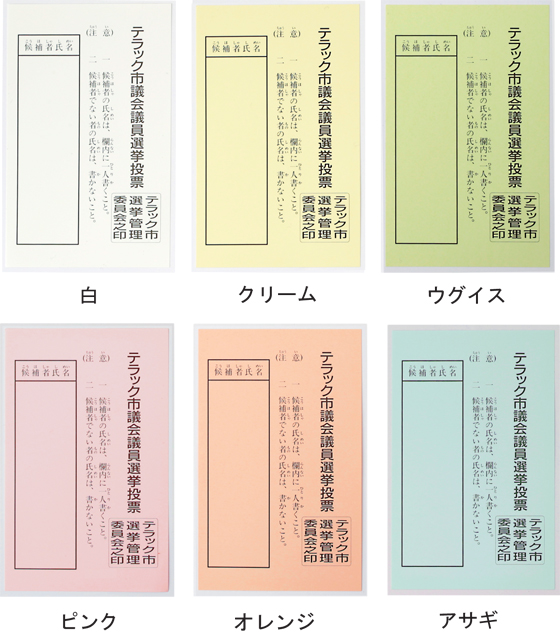 テラック市議会議員選挙投票
テラック市
選挙管理
委員会之印
(注意)
一 候補者の氏名は、欄内に一人書くこと。
二 候補者でない者の氏名は、書かないこと。
候補者氏名
白
テラック市議会議員選挙投票
テラック市
選挙管理
委員会之印
(注意)
一 候補者の氏名は、欄内に一人書くこと。
二 候補者でない者の氏名は、書かないこと。
候補者氏名
クリーム
テラック市議会議員選挙投票
テラック市
選挙管理
委員会之印
(注意)
一 候補者の氏名は、欄内に一人書くこと。
二 候補者でない者の氏名は、書かないこと。
候補者氏名
ウグイス
テラック市議会議員選挙投票
テラック市
選挙管理
委員会之印
(注意)
一 候補者の氏名は、欄内に一人書くこと。
二 候補者でない者の氏名は、書かないこと。
候補者氏名
ピンク
テラック市議会議員選挙投票
テラック市
選挙管理
委員会之印
(注意)
一 候補者の氏名は、欄内に一人書くこと。
二 候補者でない者の氏名は、書かないこと。
候補者氏名
オレンジ
テラック市議会議員選挙投票
テラック市
選挙管理
委員会之印
(注意)
一 候補者の氏名は、欄内に一人書くこと。
二 候補者でない者の氏名は、書かないこと。
候補者氏名
アサギ